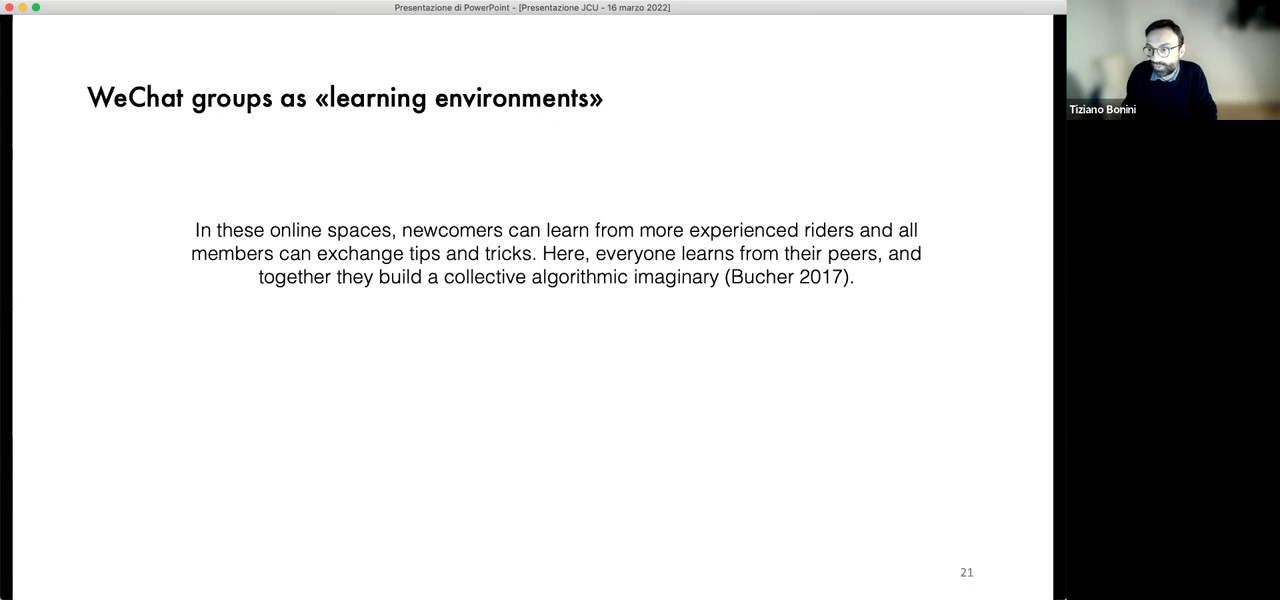 Presentazione di PowerPoint - [Presentazione JCU - 16 marzo 2022]
WeChat groups as «learning environments»
In these online spaces, newcomers can learn from more experienced riders and all
members can exchange tips and tricks. Here, everyone learns from their peers, and
together they build a collective algorithmic imaginary (Bucher 2017).
21
Tiziano Bonini